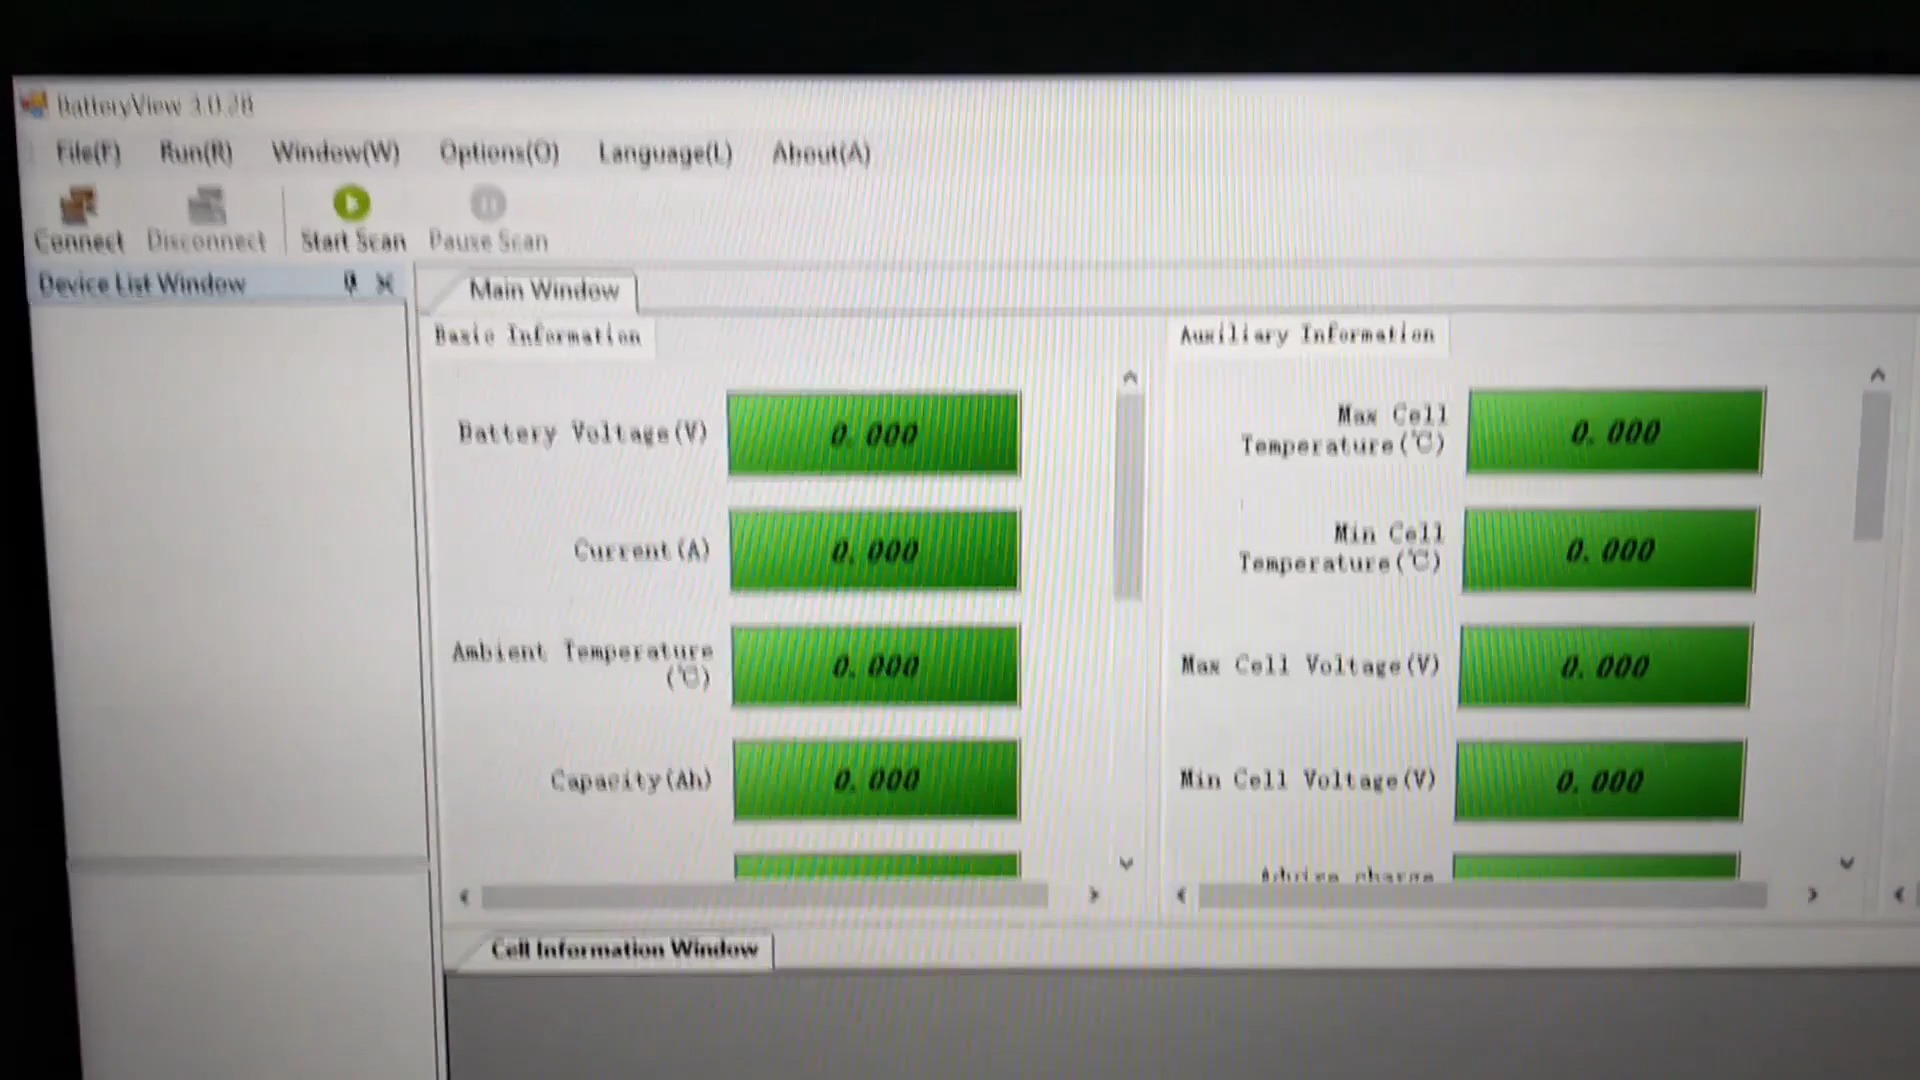 BatteryView 3.0.28
File(F) Run(R) Window(W) Options(O) Language(L) About(A)
Connect Disconnect Start Scan Pause Scan
Device List Window
Main Window
Basic Information
Battery Voltage(V) 0.000
Current(A) 0.000
Ambient Temperature
(℃) 0.000
Capacity(Ah) 0.000
Auxiliary Information
Max Cell
Temperature(℃) 0.000
Min Cell
Temperature(℃) 0.000
Max Cell Voltage(V) 0.000
Min Cell Voltage(V) 0.000
Advise charge
Cell Information Window